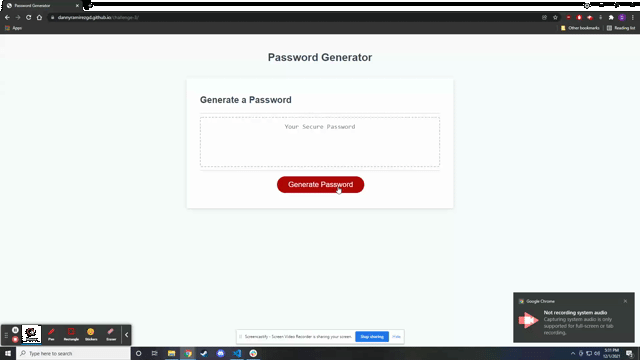 Password Generator
dannyramirezgd.github.io/challenge-3/
Apps
Other bookmarks
Reading list
Password Generator
Generate a Password
Your Secure Password
Generate Password
Google Chrome
Not recording system audio
Capturing system audio is only
supported for full-screen or tab
recording.
Pen
Rectangle
Stickers
Eraser
Screencastify - Screen Video Recorder is sharing your screen.
Stop sharing
Hide
Type here to search
5:31 PM
12/1/2021